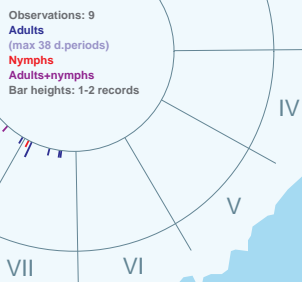 Observations: 9
Adults
(max 38 d.periods)
Nymphs
Adults+nymphs
Bar heights: 1-2 records
IV
V
VI
VII